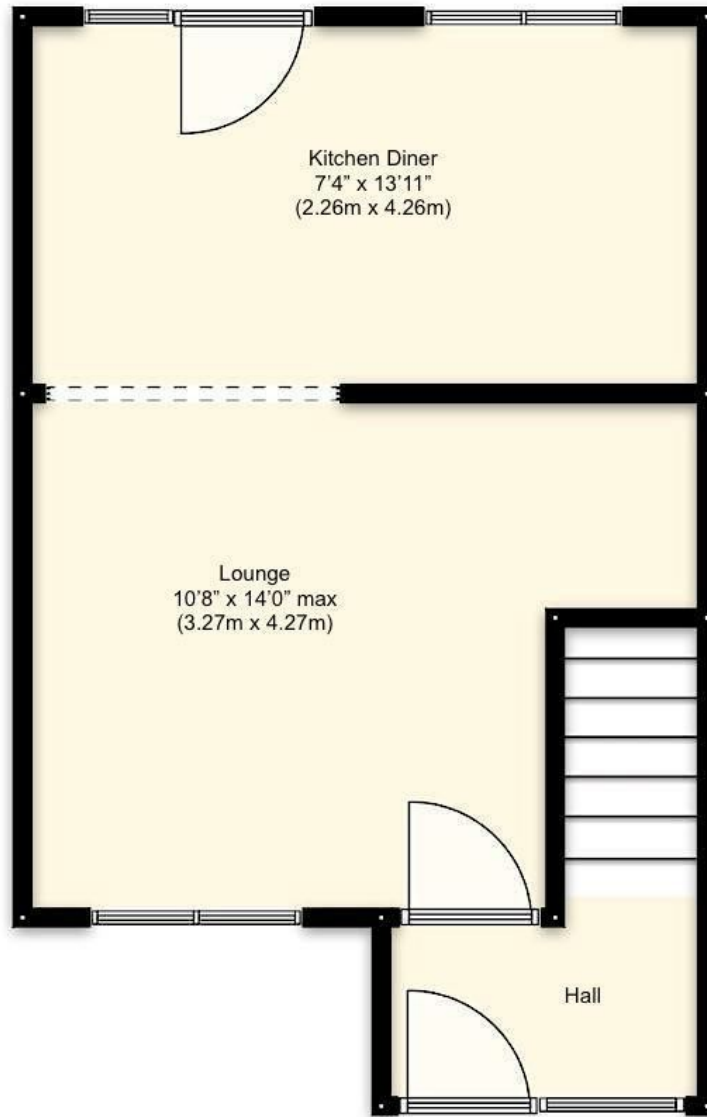 Kitchen Diner
7’4” x 13’11”
(2.26m x 4.26m)
Lounge
10’8” x 14’0” max
(3.27m x 4.27m)
Hall